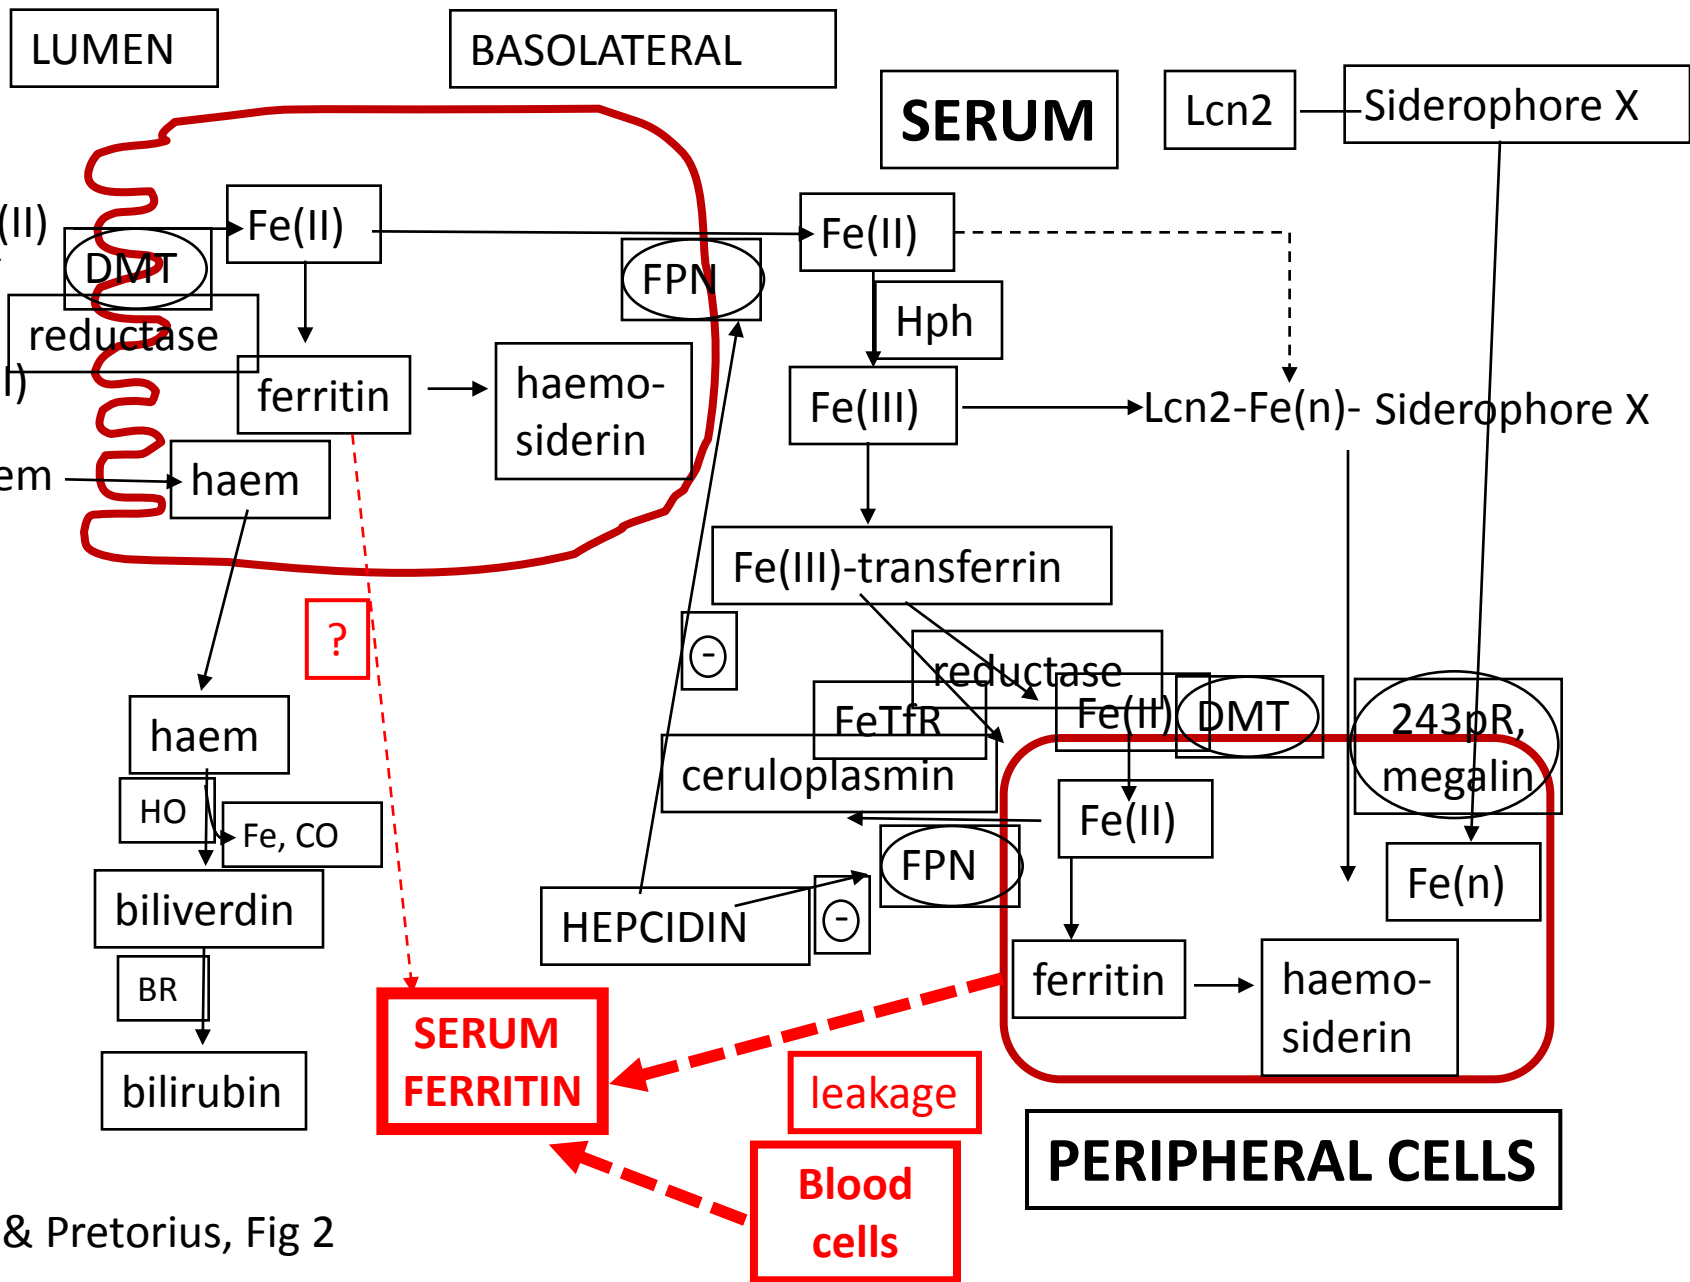 LUMEN
BASOLATERAL
SERUM
Lcn2
Siderophore X
(II)
Fe(II)
DMT
FPN
Fe(II)
Hph
reductase
I)
ferritin
haemo-
siderin
Fe(III)
Lcn2-Fe(n)- Siderophore X
em
haem
Fe(III)-transferrin
?
-
reductase
FeTfR
Fe(II)
DMT
243pR,
megalin
haem
ceruloplasmin
HO
Fe, CO
Fe(II)
FPN
Fe(n)
biliverdin
HEPCIDIN
-
BR
ferritin
haemo-
siderin
SERUM
FERRITIN
bilirubin
leakage
PERIPHERAL CELLS
Blood
cells
& Pretorius, Fig 2